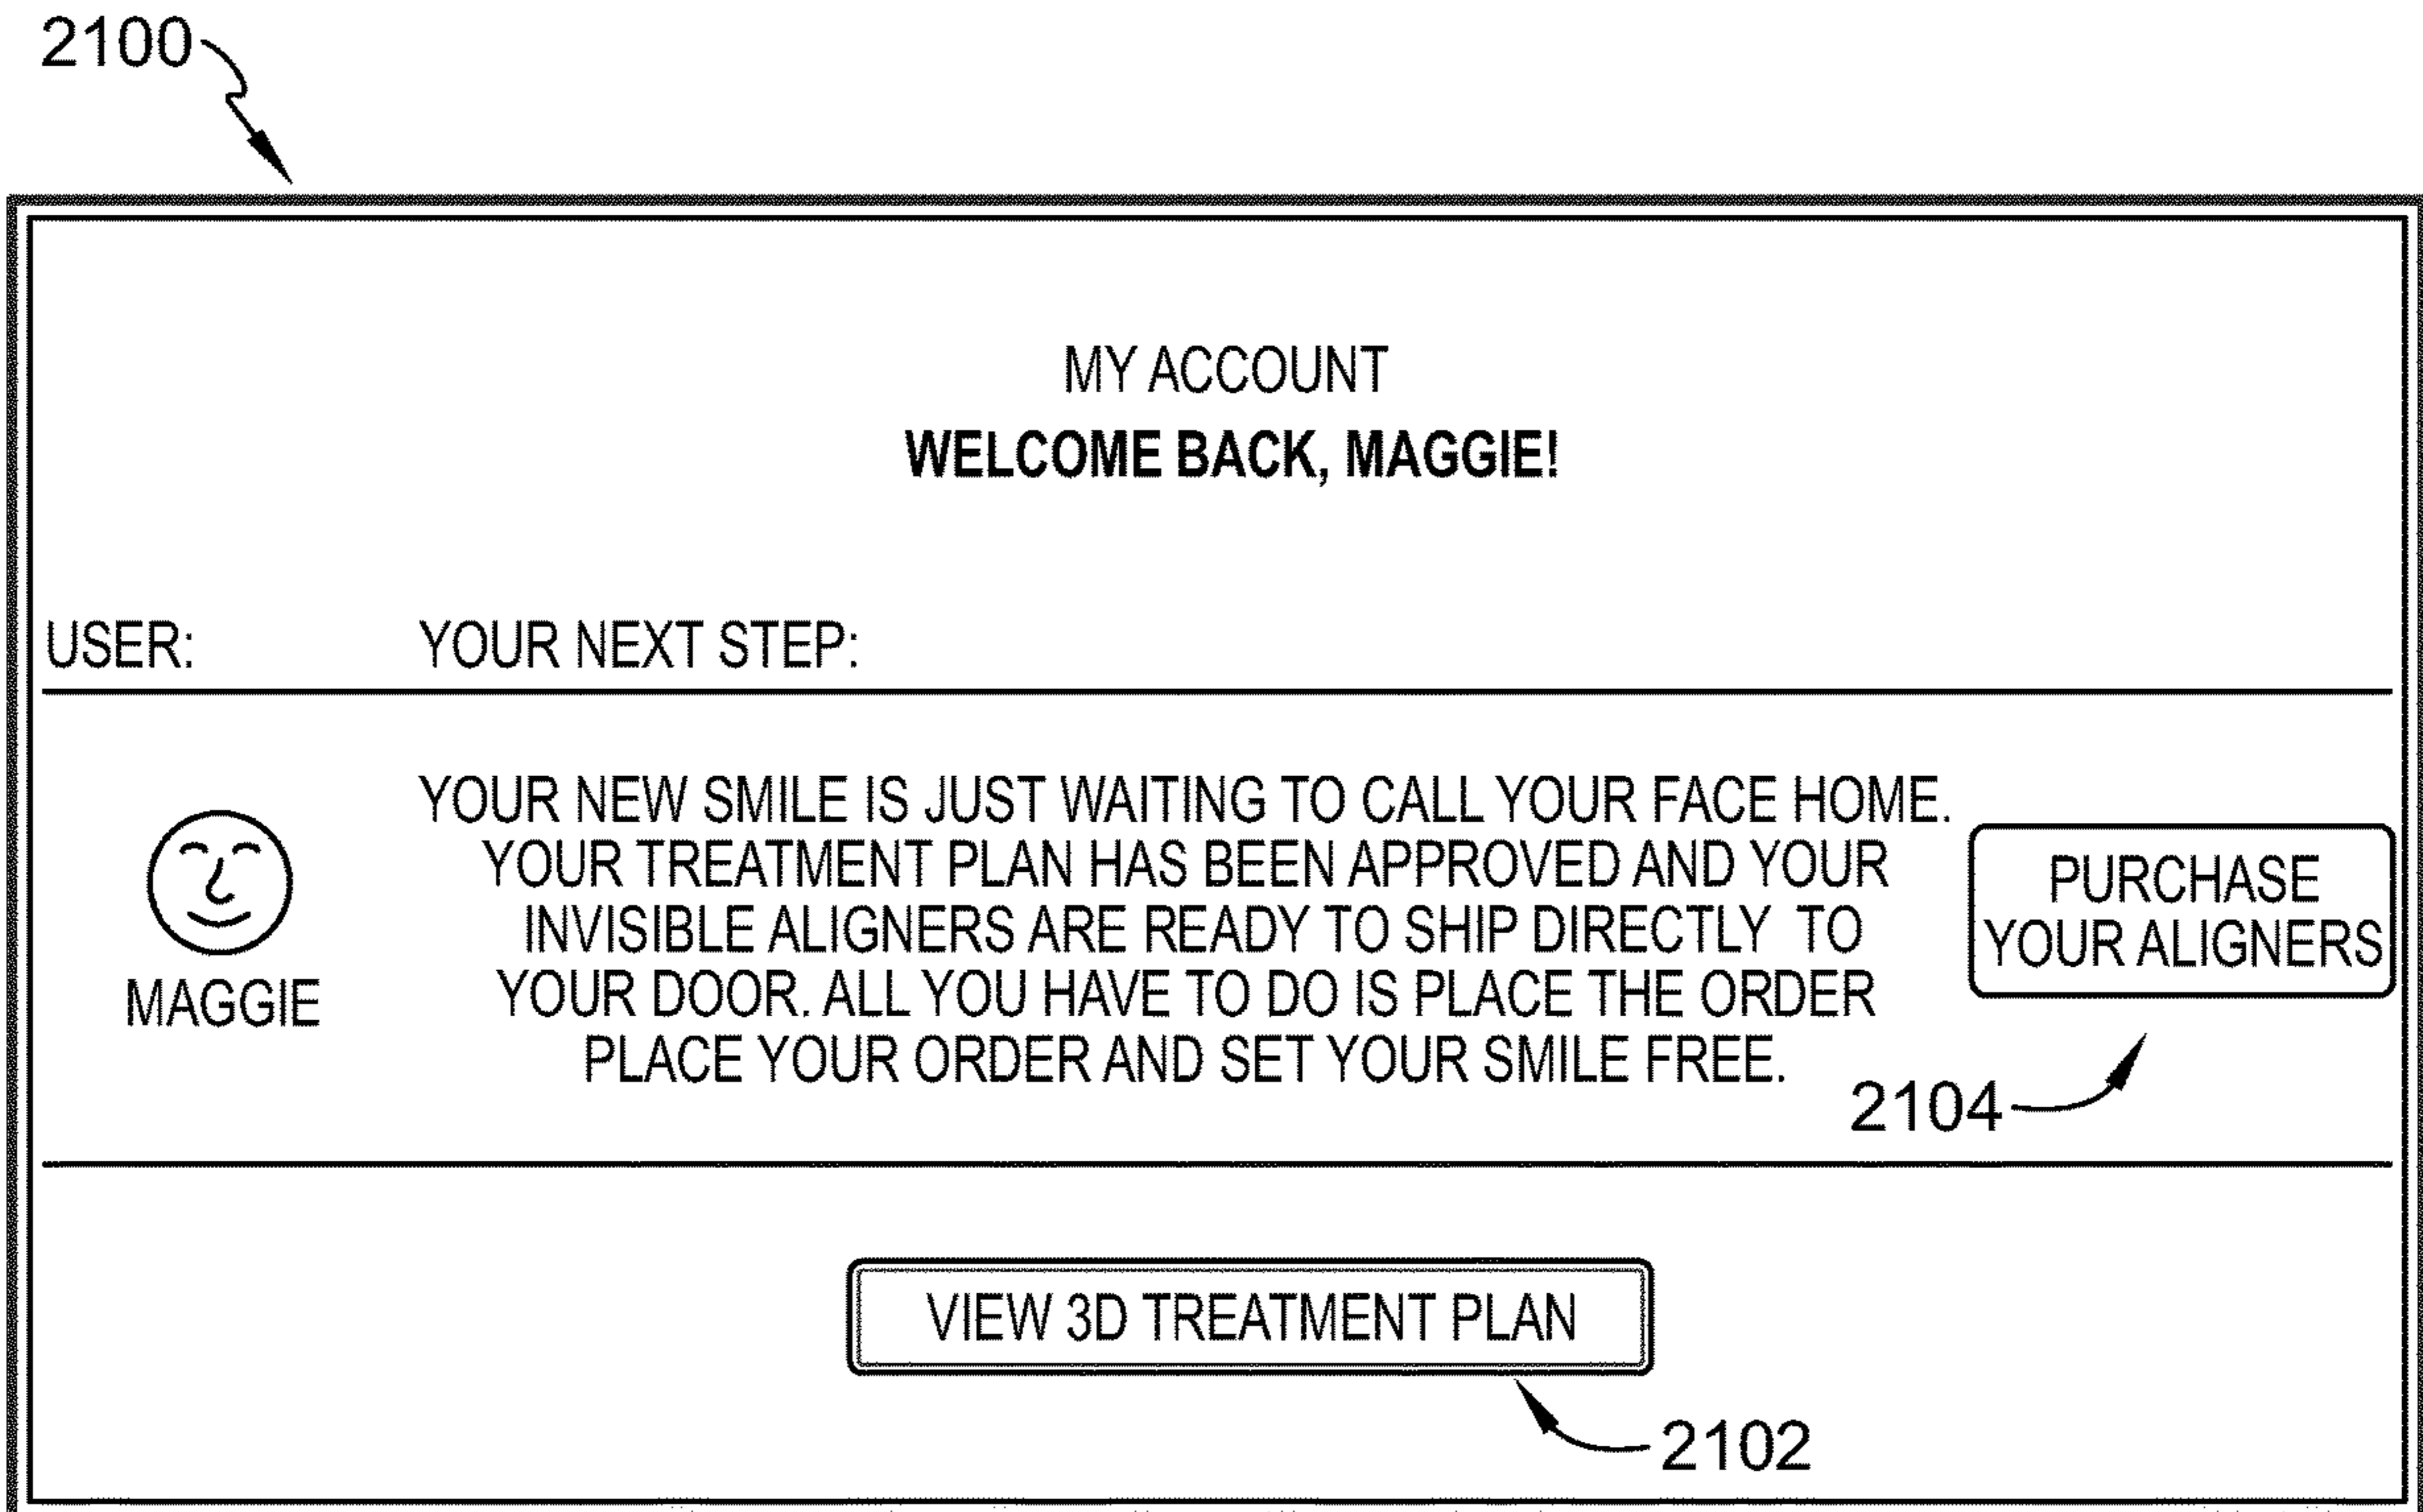 2100
MY ACCOUNT
WELCOME BACK, MAGGIE!
USER: YOUR NEXT STEP:
YOUR NEW SMILE IS JUST WAITING TO CALL YOUR FACE HOME.
YOUR TREATMENT PLAN HAS BEEN APPROVED AND YOUR
INVISIBLE ALIGNERS ARE READY TO SHIP DIRECTLY TO
YOUR DOOR. ALL YOU HAVE TO DO IS PLACE THE ORDER
PLACE YOUR ORDER AND SET YOUR SMILE FREE.
MAGGIE
PURCHASE
YOUR ALIGNERS
2104
VIEW 3D TREATMENT PLAN
2102